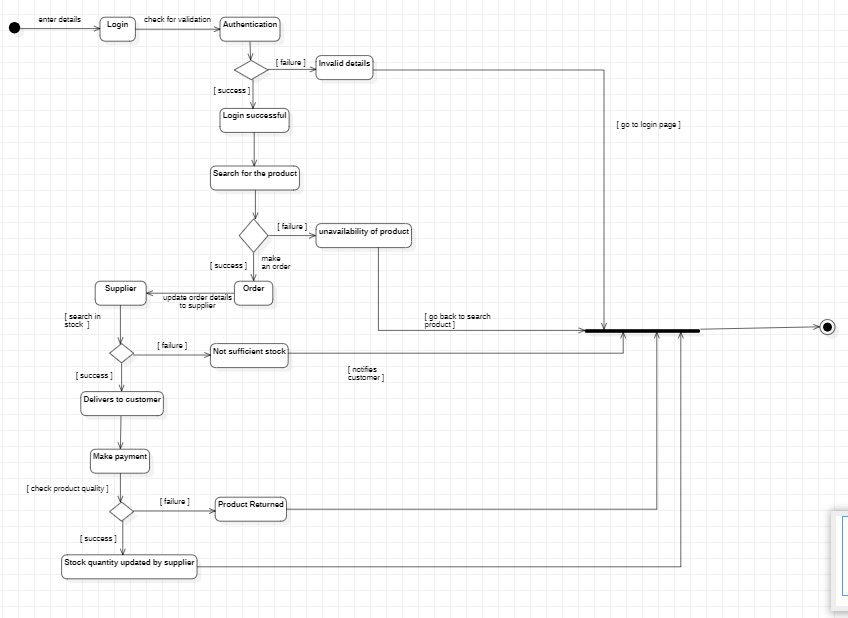 enter details
Login
check for validation
Authentication
[ failure ]
Invalid details
[ success ]
Login successful
[ go to login page ]
Search for the product
[ failure ]
unavailability of product
[ success ]
make
an order
Supplier
update order details
to supplier
Order
[ search in
stock ]
[ go back to search
product ]
[ failure ]
Not sufficient stock
[ notifies
customer ]
[ success ]
Delivers to customer
Make payment
[ check product quality ]
[ failure ]
Product Returned
[ success ]
Stock quantity updated by supplier